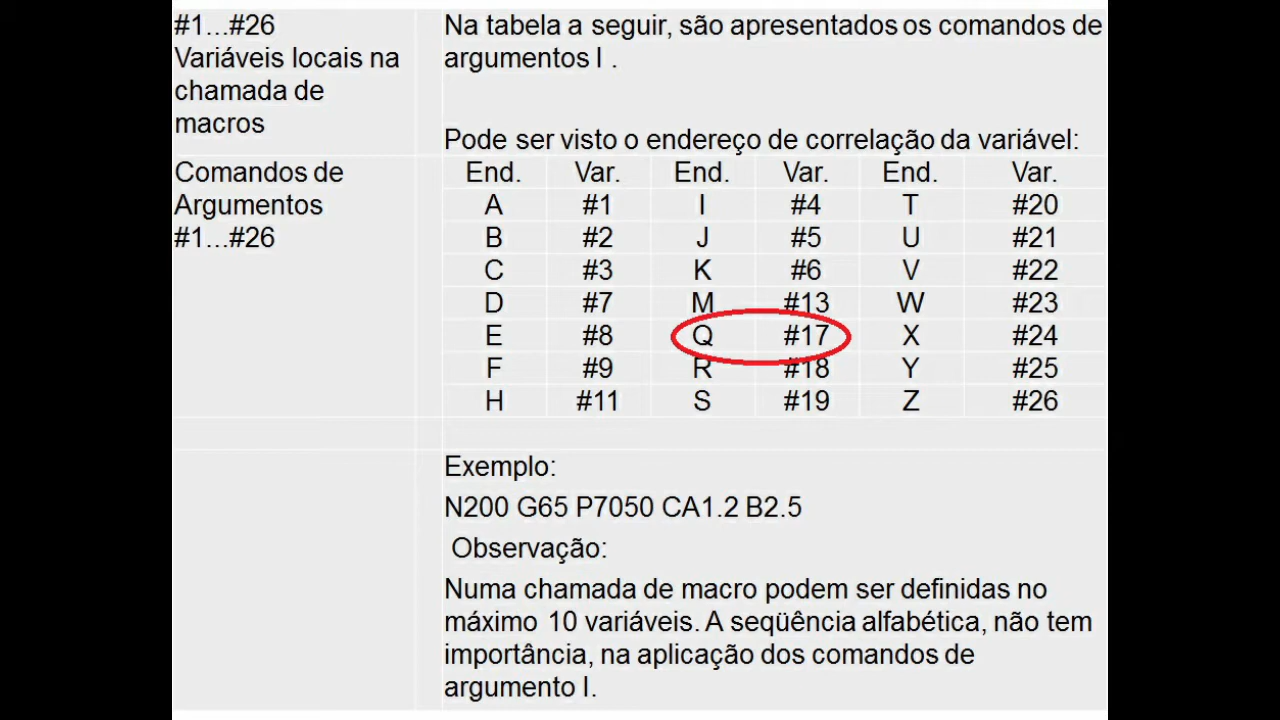 #1...#26
Variáveis locais na
chamada de
macros
Na tabela a seguir, são apresentados os comandos de
argumentos I .
Pode ser visto o endereço de correlação da variável:
Comandos de
Argumentos
#1...#26
End. Var. End. Var. End. Var.
A #1 I #4 T #20
B #2 J #5 U #21
C #3 K #6 V #22
D #7 M #13 W #23
E #8 Q #17 X #24
F #9 R #18 Y #25
H #11 S #19 Z #26
Exemplo:
N200 G65 P7050 CA1.2 B2.5
Observação:
Numa chamada de macro podem ser definidas no
máximo 10 variáveis. A seqüência alfabética, não tem
importância, na aplicação dos comandos de
argumento I.